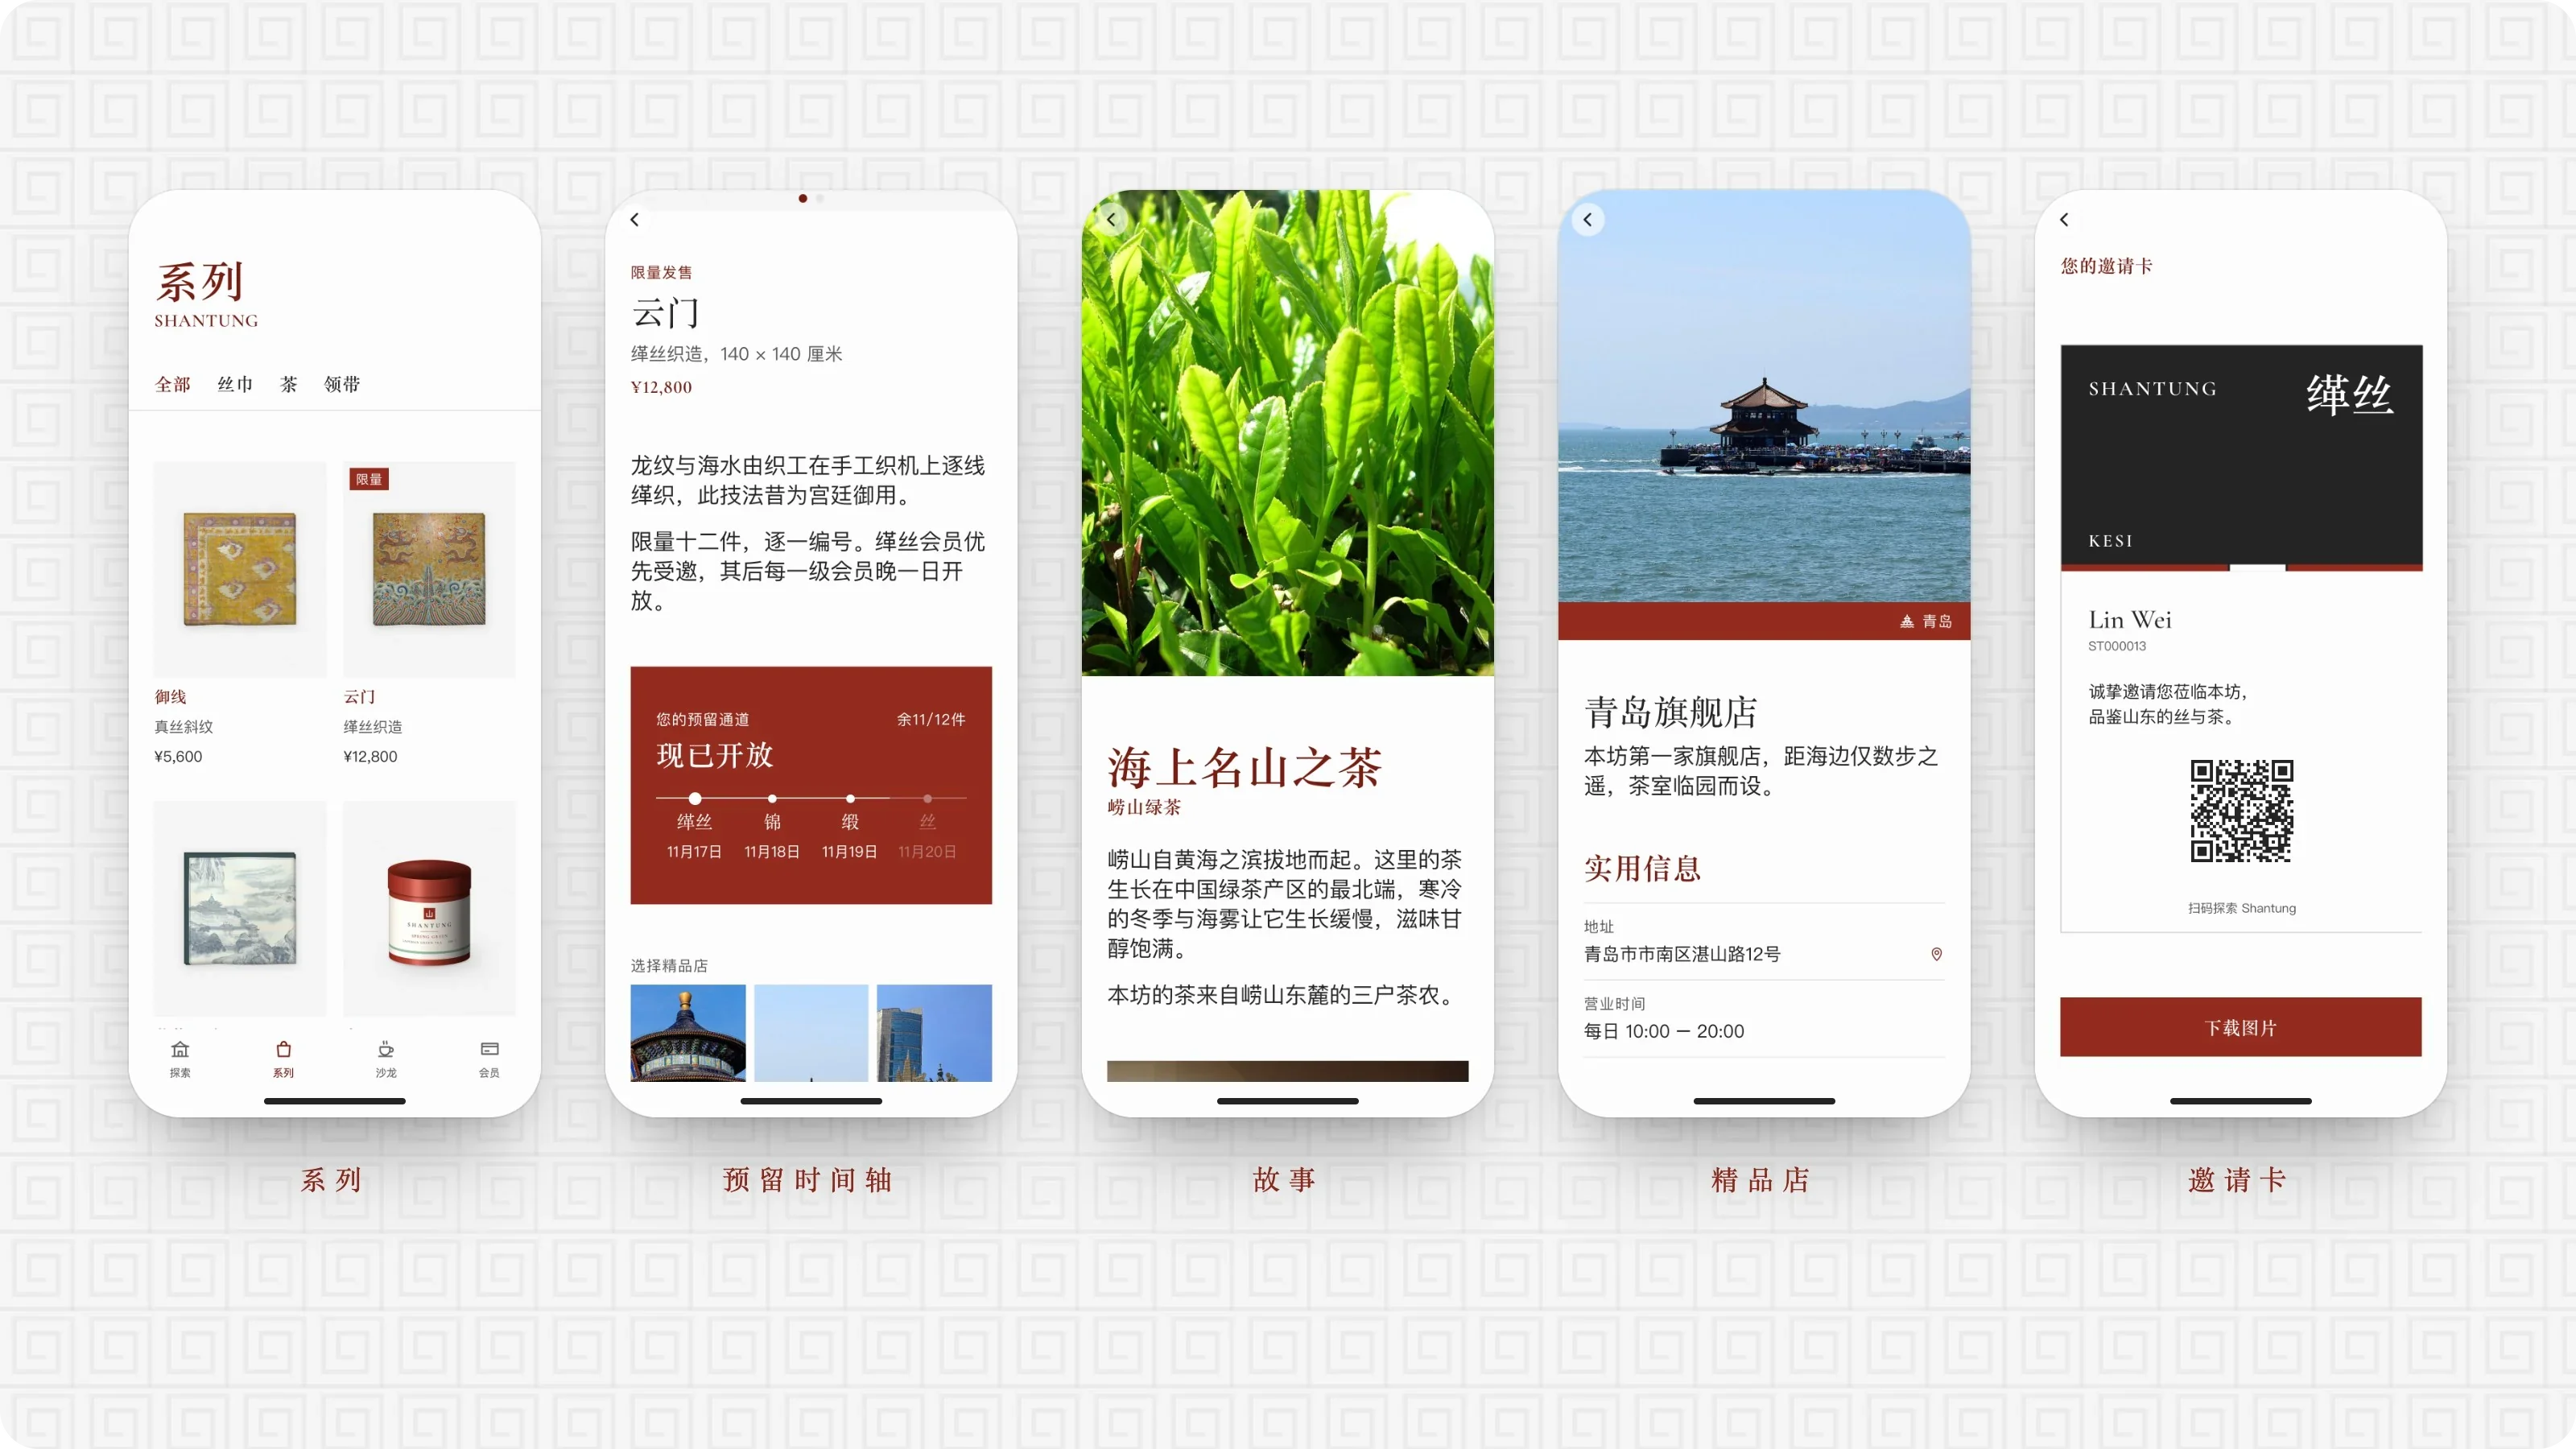 系列
SHANTUNG
全部 丝巾 茶 领带
限量
御线
真丝斜纹
¥5,600
云门
缂丝织造
¥12,800
山
SHANTUNG
SPRING GREEN
探索 系列 沙龙 会员
系列
限量发售
云门
缂丝织造，140 × 140 厘米
¥12,800
龙纹与海水由织工在手工织机上逐线
缂织，此技法昔为宫廷御用。
限量十二件，逐一编号。缂丝会员优
先受邀，其后每一级会员晚一日开
放。
您的预留通道 余11/12件
现已开放
缂丝 锦 缎 丝
11月17日 11月18日 11月19日 11月20日
选择精品店
预留时间轴
海上名山之茶
崂山绿茶
崂山自黄海之滨拔地而起。这里的茶
生长在中国绿茶产区的最北端，寒冷
的冬季与海雾让它生长缓慢，滋味甘
醇饱满。
本坊的茶来自崂山东麓的三户茶农。
故事
青岛
青岛旗舰店
本坊第一家旗舰店，距海边仅数步之
遥，茶室临园而设。
实用信息
地址
青岛市市南区湛山路12号
营业时间
每日 10:00 – 20:00
精品店
您的邀请卡
SHANTUNG 缂丝
KESI
Lin Wei
ST000013
诚挚邀请您莅临本坊，
品鉴山东的丝与茶。
扫码探索 Shantung
下载图片
邀请卡